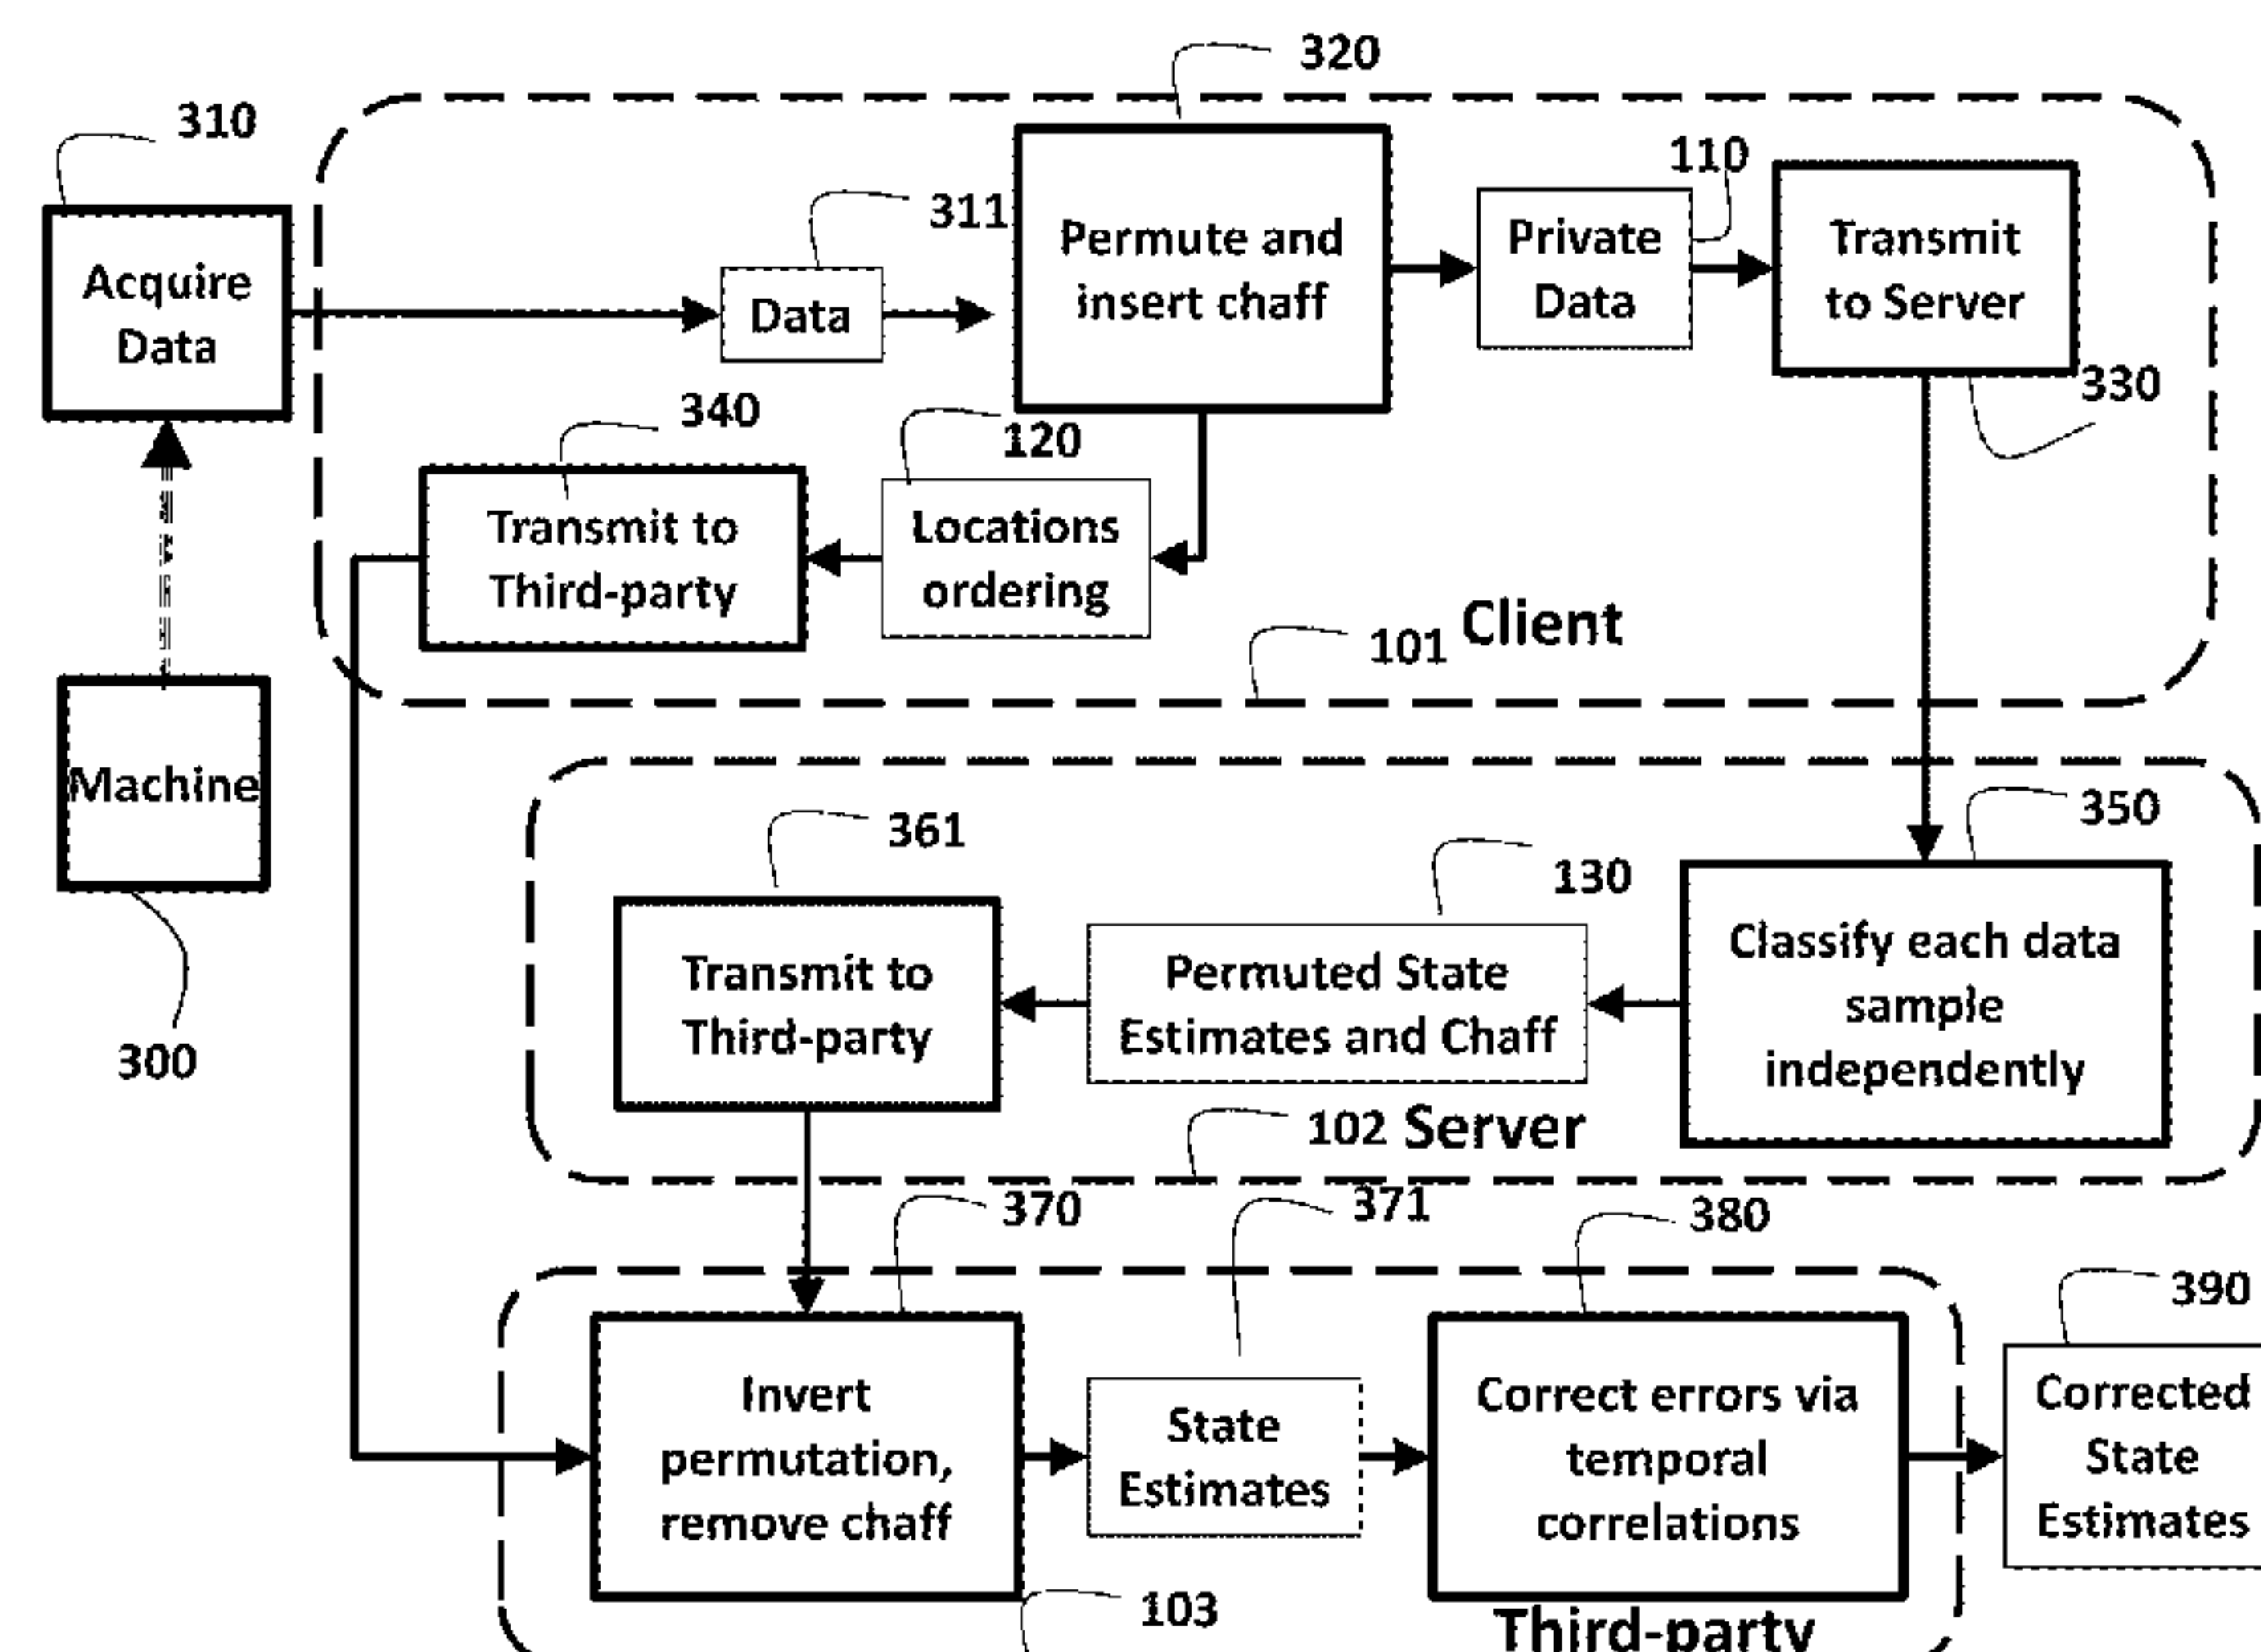 320
310
110
311
Acquire
Data
Data
Permute and
insert chaff
Private
Data
Transmit
to Server
330
340
120
Transmit to
Third-party
Locations
ordering
101 Client
Machine
300
361
130
350
Transmit to
Third-party
Permuted State
Estimates and Chaff
Classify each data
sample
independently
102 Server
370
371
380
390
Invert
permutation,
remove chaff
State
Estimates
Correct errors via
temporal
correlations
Corrected
State
Estimates
103
Third-party